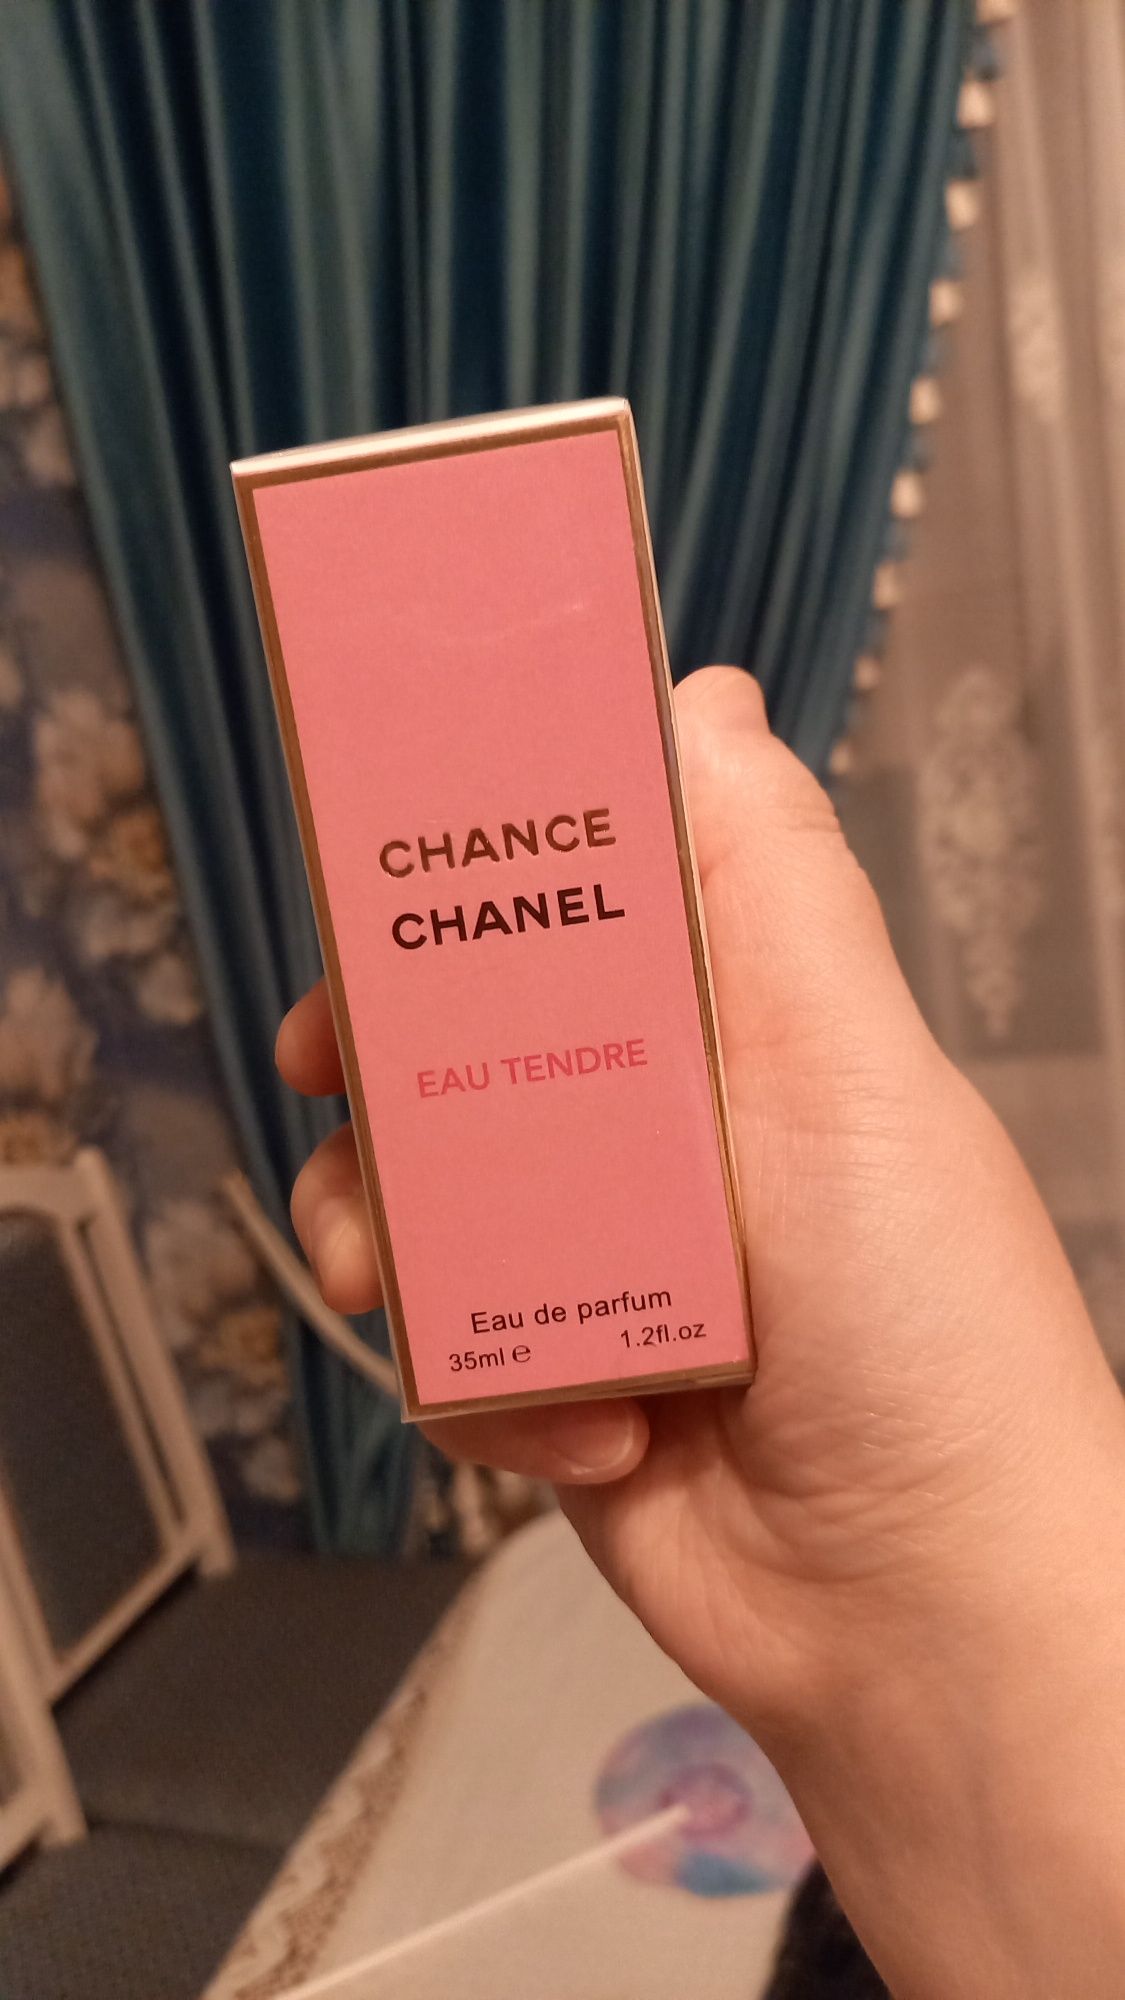 CHANCE
CHANEL
EAU TENDRE
Eau de parfum
35ml ℮ 1.2fl.oz